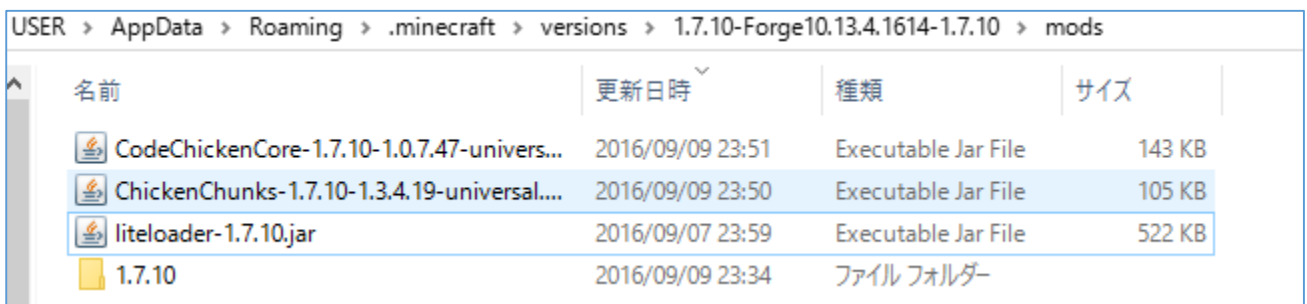 USER > AppData > Roaming > .minecraft > versions > 1.7.10-Forge10.13.4.1614-1.7.10 > mods
名前 更新日時 種類 サイズ
CodeChickenCore-1.7.10-1.0.7.47-univers... 2016/09/09 23:51 Executable Jar File 143 KB
ChickenChunks-1.7.10-1.3.4.19-universal.... 2016/09/09 23:50 Executable Jar File 105 KB
liteloader-1.7.10.jar 2016/09/07 23:59 Executable Jar File 522 KB
1.7.10 2016/09/09 23:34 ファイル フォルダー